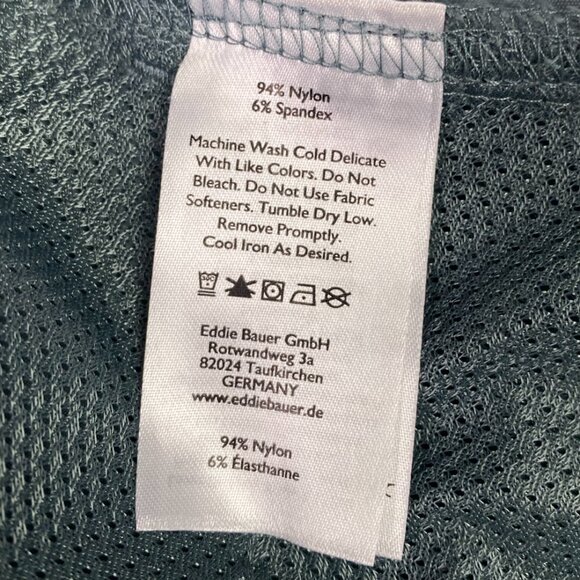 94% Nylon
6% Spandex
Machine Wash Cold Delicate
With Like Colors. Do Not
Bleach. Do Not Use Fabric
Softeners. Tumble Dry Low.
Remove Promptly.
Cool Iron As Desired.
Eddie Bauer GmbH
Rotwandweg 3a
82024 Taufkirchen
GERMANY
www.eddiebauer.de
94% Nylon
6% Élasthanne